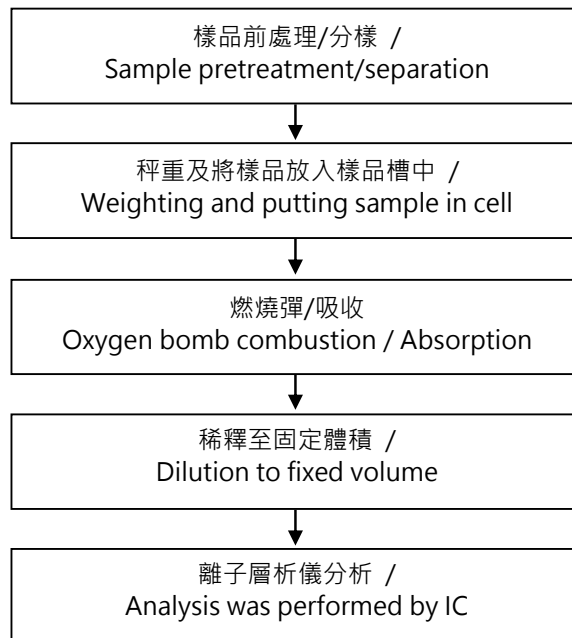 樣品前處理/分樣 /
Sample pretreatment/separation
秤重及將樣品放入樣品槽中 /
Weighting and putting sample in cell
燃燒彈/吸收
Oxygen bomb combustion / Absorption
稀釋至固定體積 /
Dilution to fixed volume
離子層析儀分析 /
Analysis was performed by IC